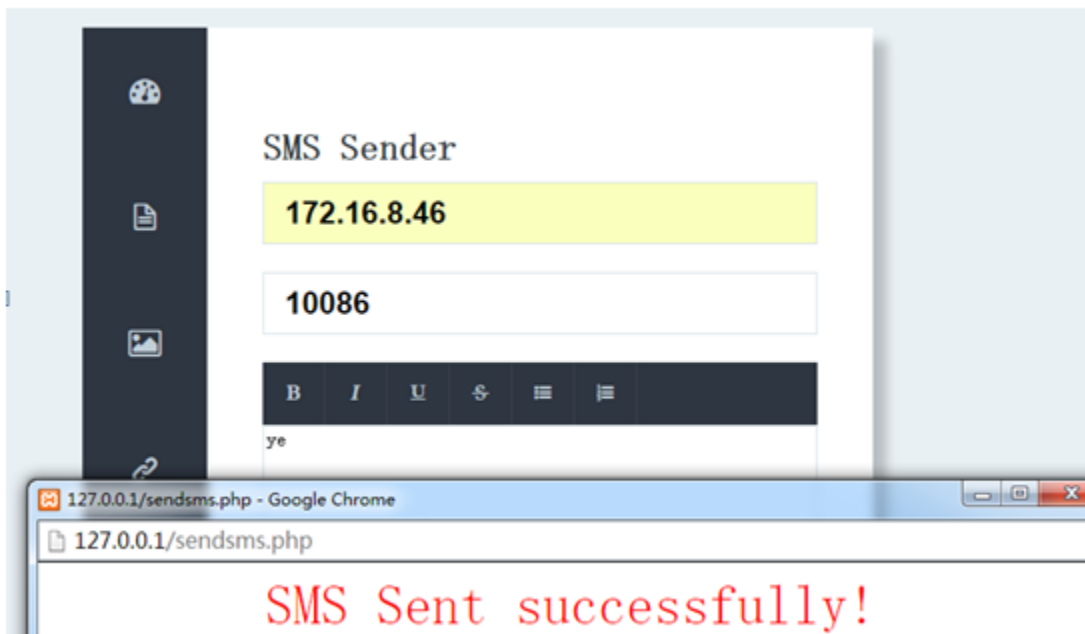 SMS Sender
172.16.8.46
10086
B I U S
ye
127.0.0.1/sendsms.php - Google Chrome
127.0.0.1/sendsms.php
SMS Sent successfully!